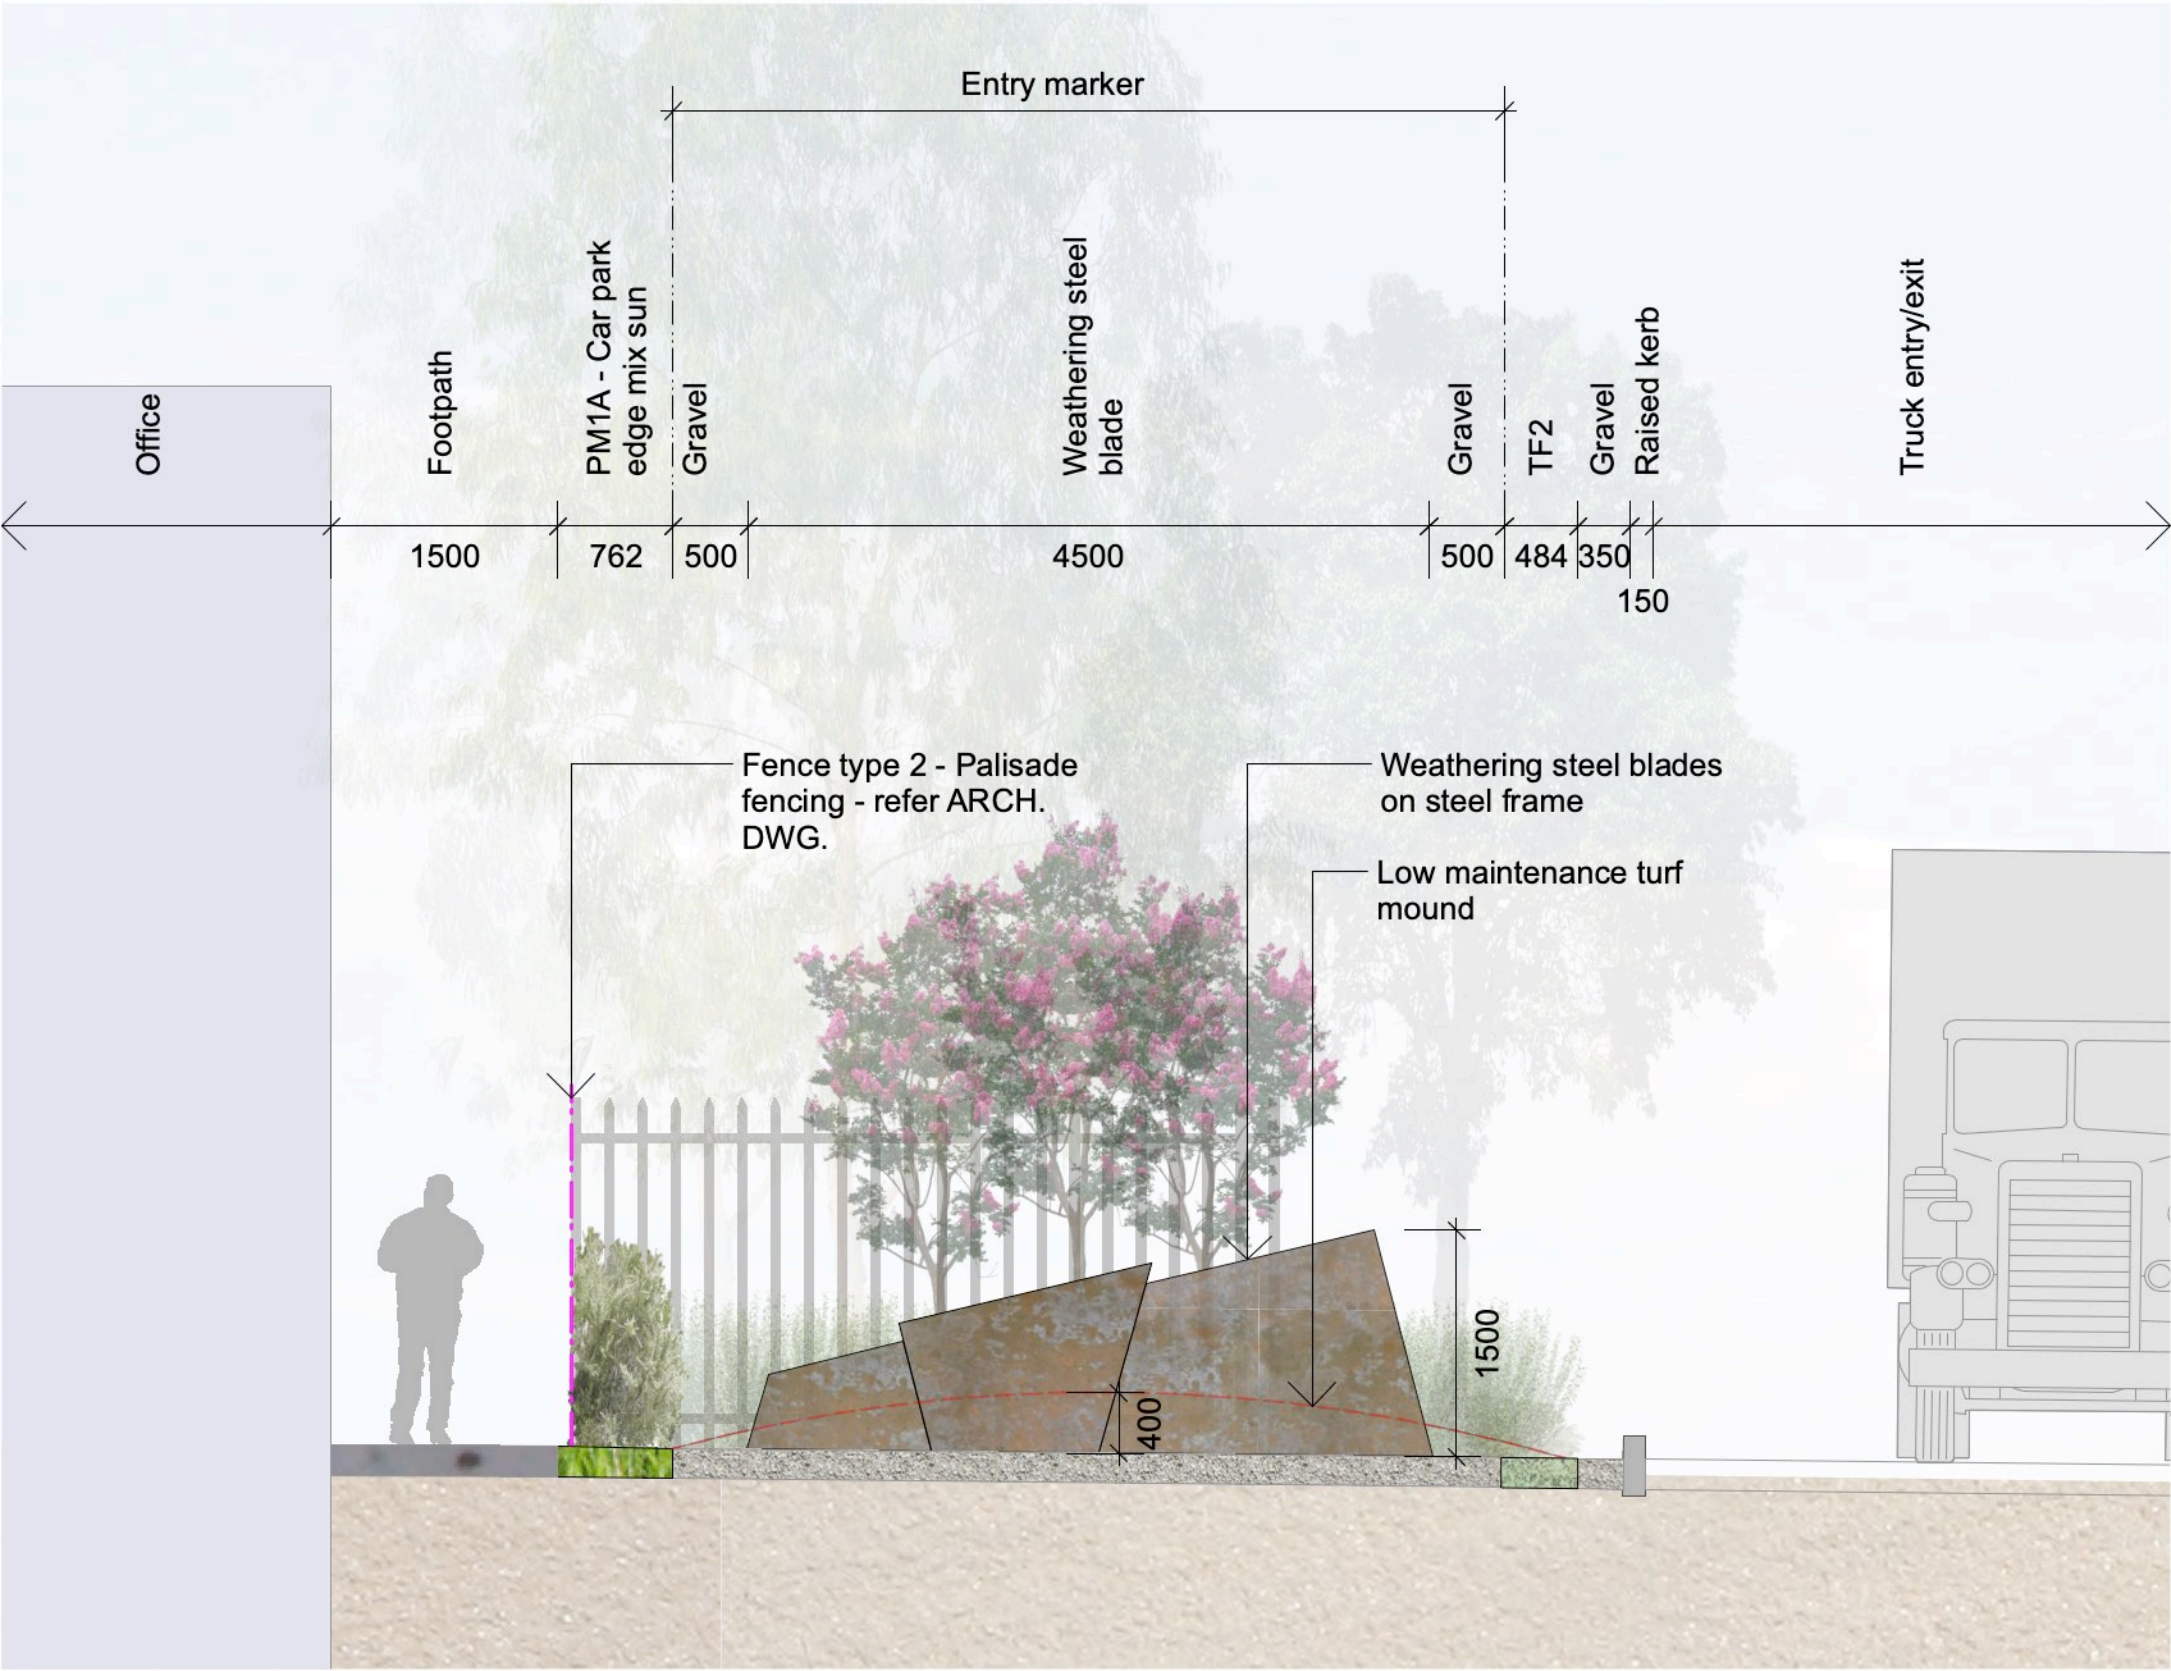 Entry marker
Office
Footpath
PM1A - Car park
edge mix sun
Gravel
Weathering steel
blade
Gravel
TF2
Gravel
Raised kerb
Truck entry/exit
1500
762
500
4500
500
484
350
150
Fence type 2 - Palisade
fencing - refer ARCH.
DWG.
Weathering steel blades
on steel frame
Low maintenance turf
mound
1500
400